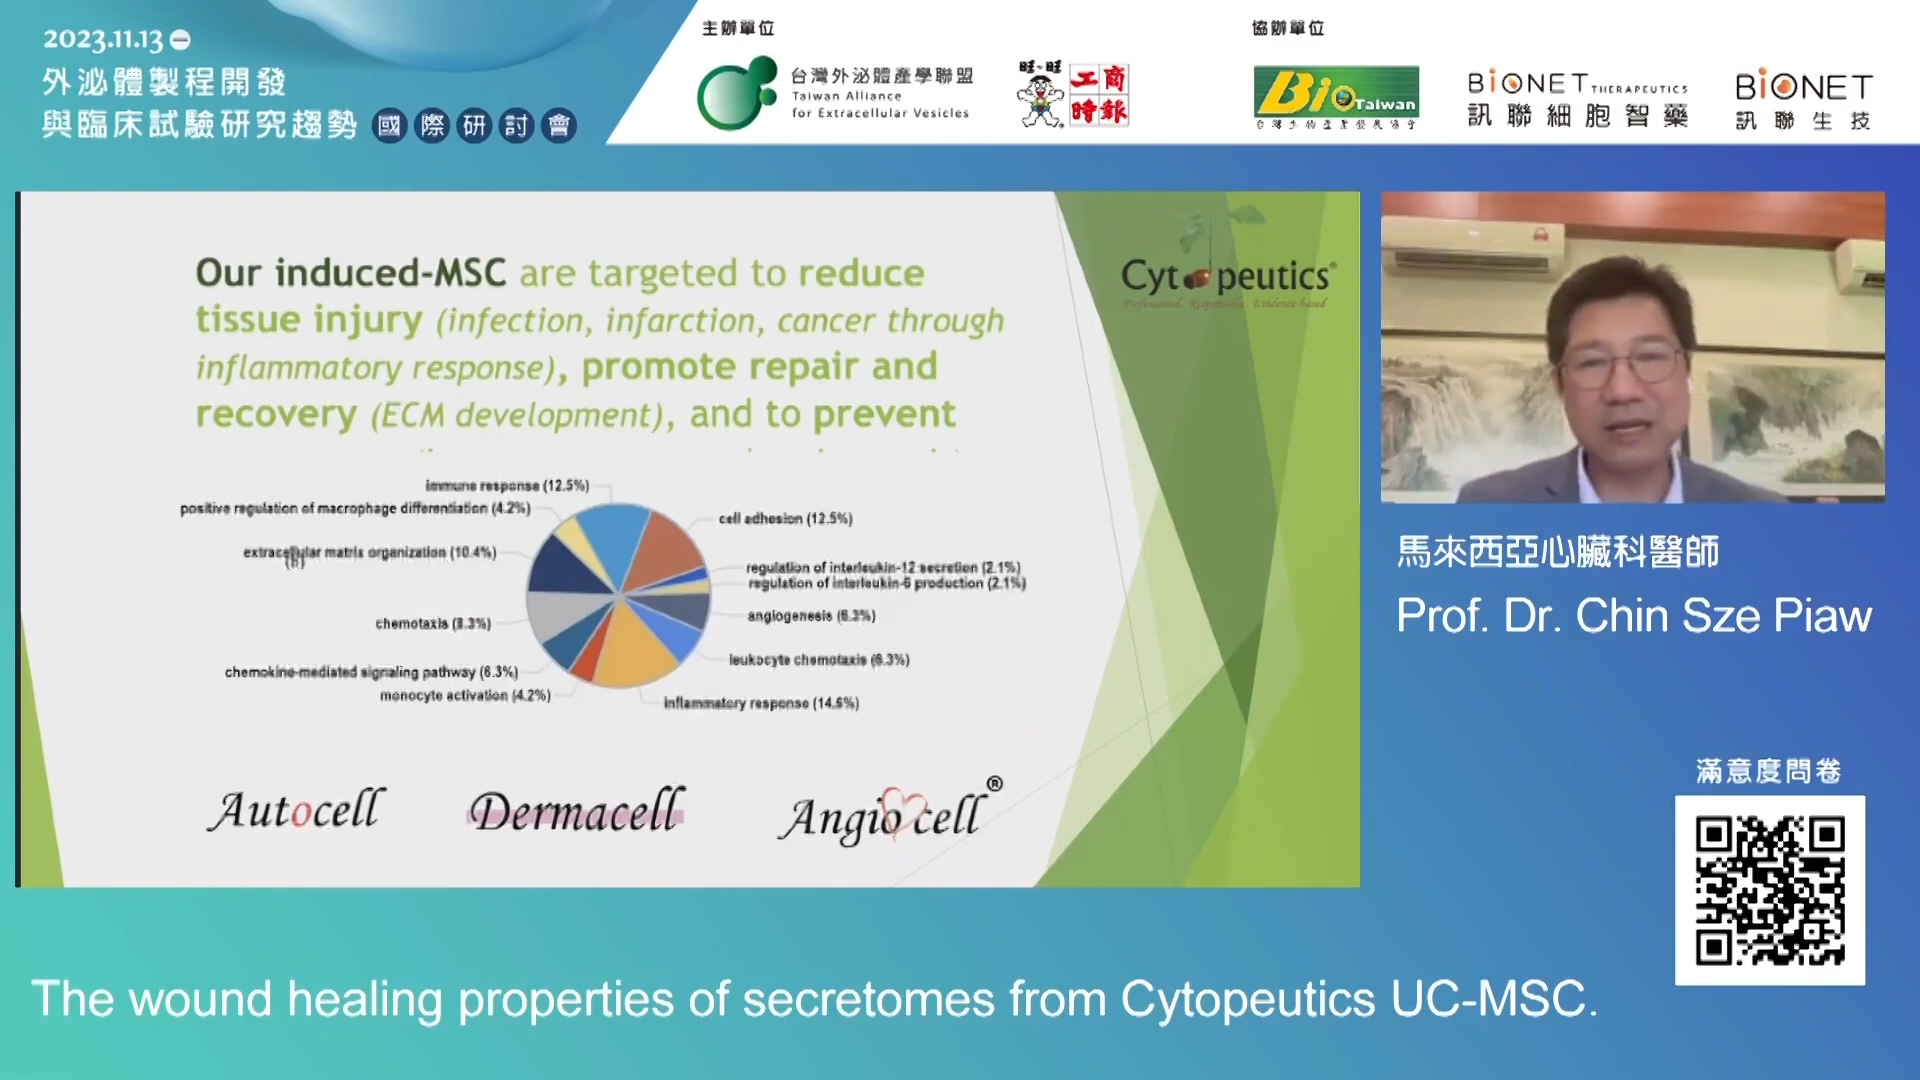 2023.11.13 一
外泌體製程開發
與臨床試驗研究趨勢 國際研討會
主辦單位
台灣外泌體產學聯盟
Taiwan Alliance
for Extracellular Vesicles
旺旺
工商時報
協辦單位
BioTaiwan
BIONET THERAPEUTICS
訊聯細胞智藥
BIONET
訊聯生技
Our induced-MSC are targeted to reduce
tissue injury (infection, infarction, cancer through
inflammatory response), promote repair and
recovery (ECM development), and to prevent
Cytopeutics®
Professional. Responsible. Evidence-based
immune response (12.5%)
positive regulation of macrophage differentiation (4.2%)
cell adhesion (12.5%)
extracellular matrix organization (10.4%)
regulation of interleukin-12 secretion (2.1%)
regulation of interleukin-6 production (2.1%)
angiogenesis (6.3%)
chemotaxis (8.3%)
leukocyte chemotaxis (6.3%)
chemokine-mediated signaling pathway (6.3%)
monocyte activation (4.2%)
inflammatory response (14.6%)
Autocell
Dermacell
Angiocell®
馬來西亞心臟科醫師
Prof. Dr. Chin Sze Piaw
滿意度問卷
The wound healing properties of secretomes from Cytopeutics UC-MSC.